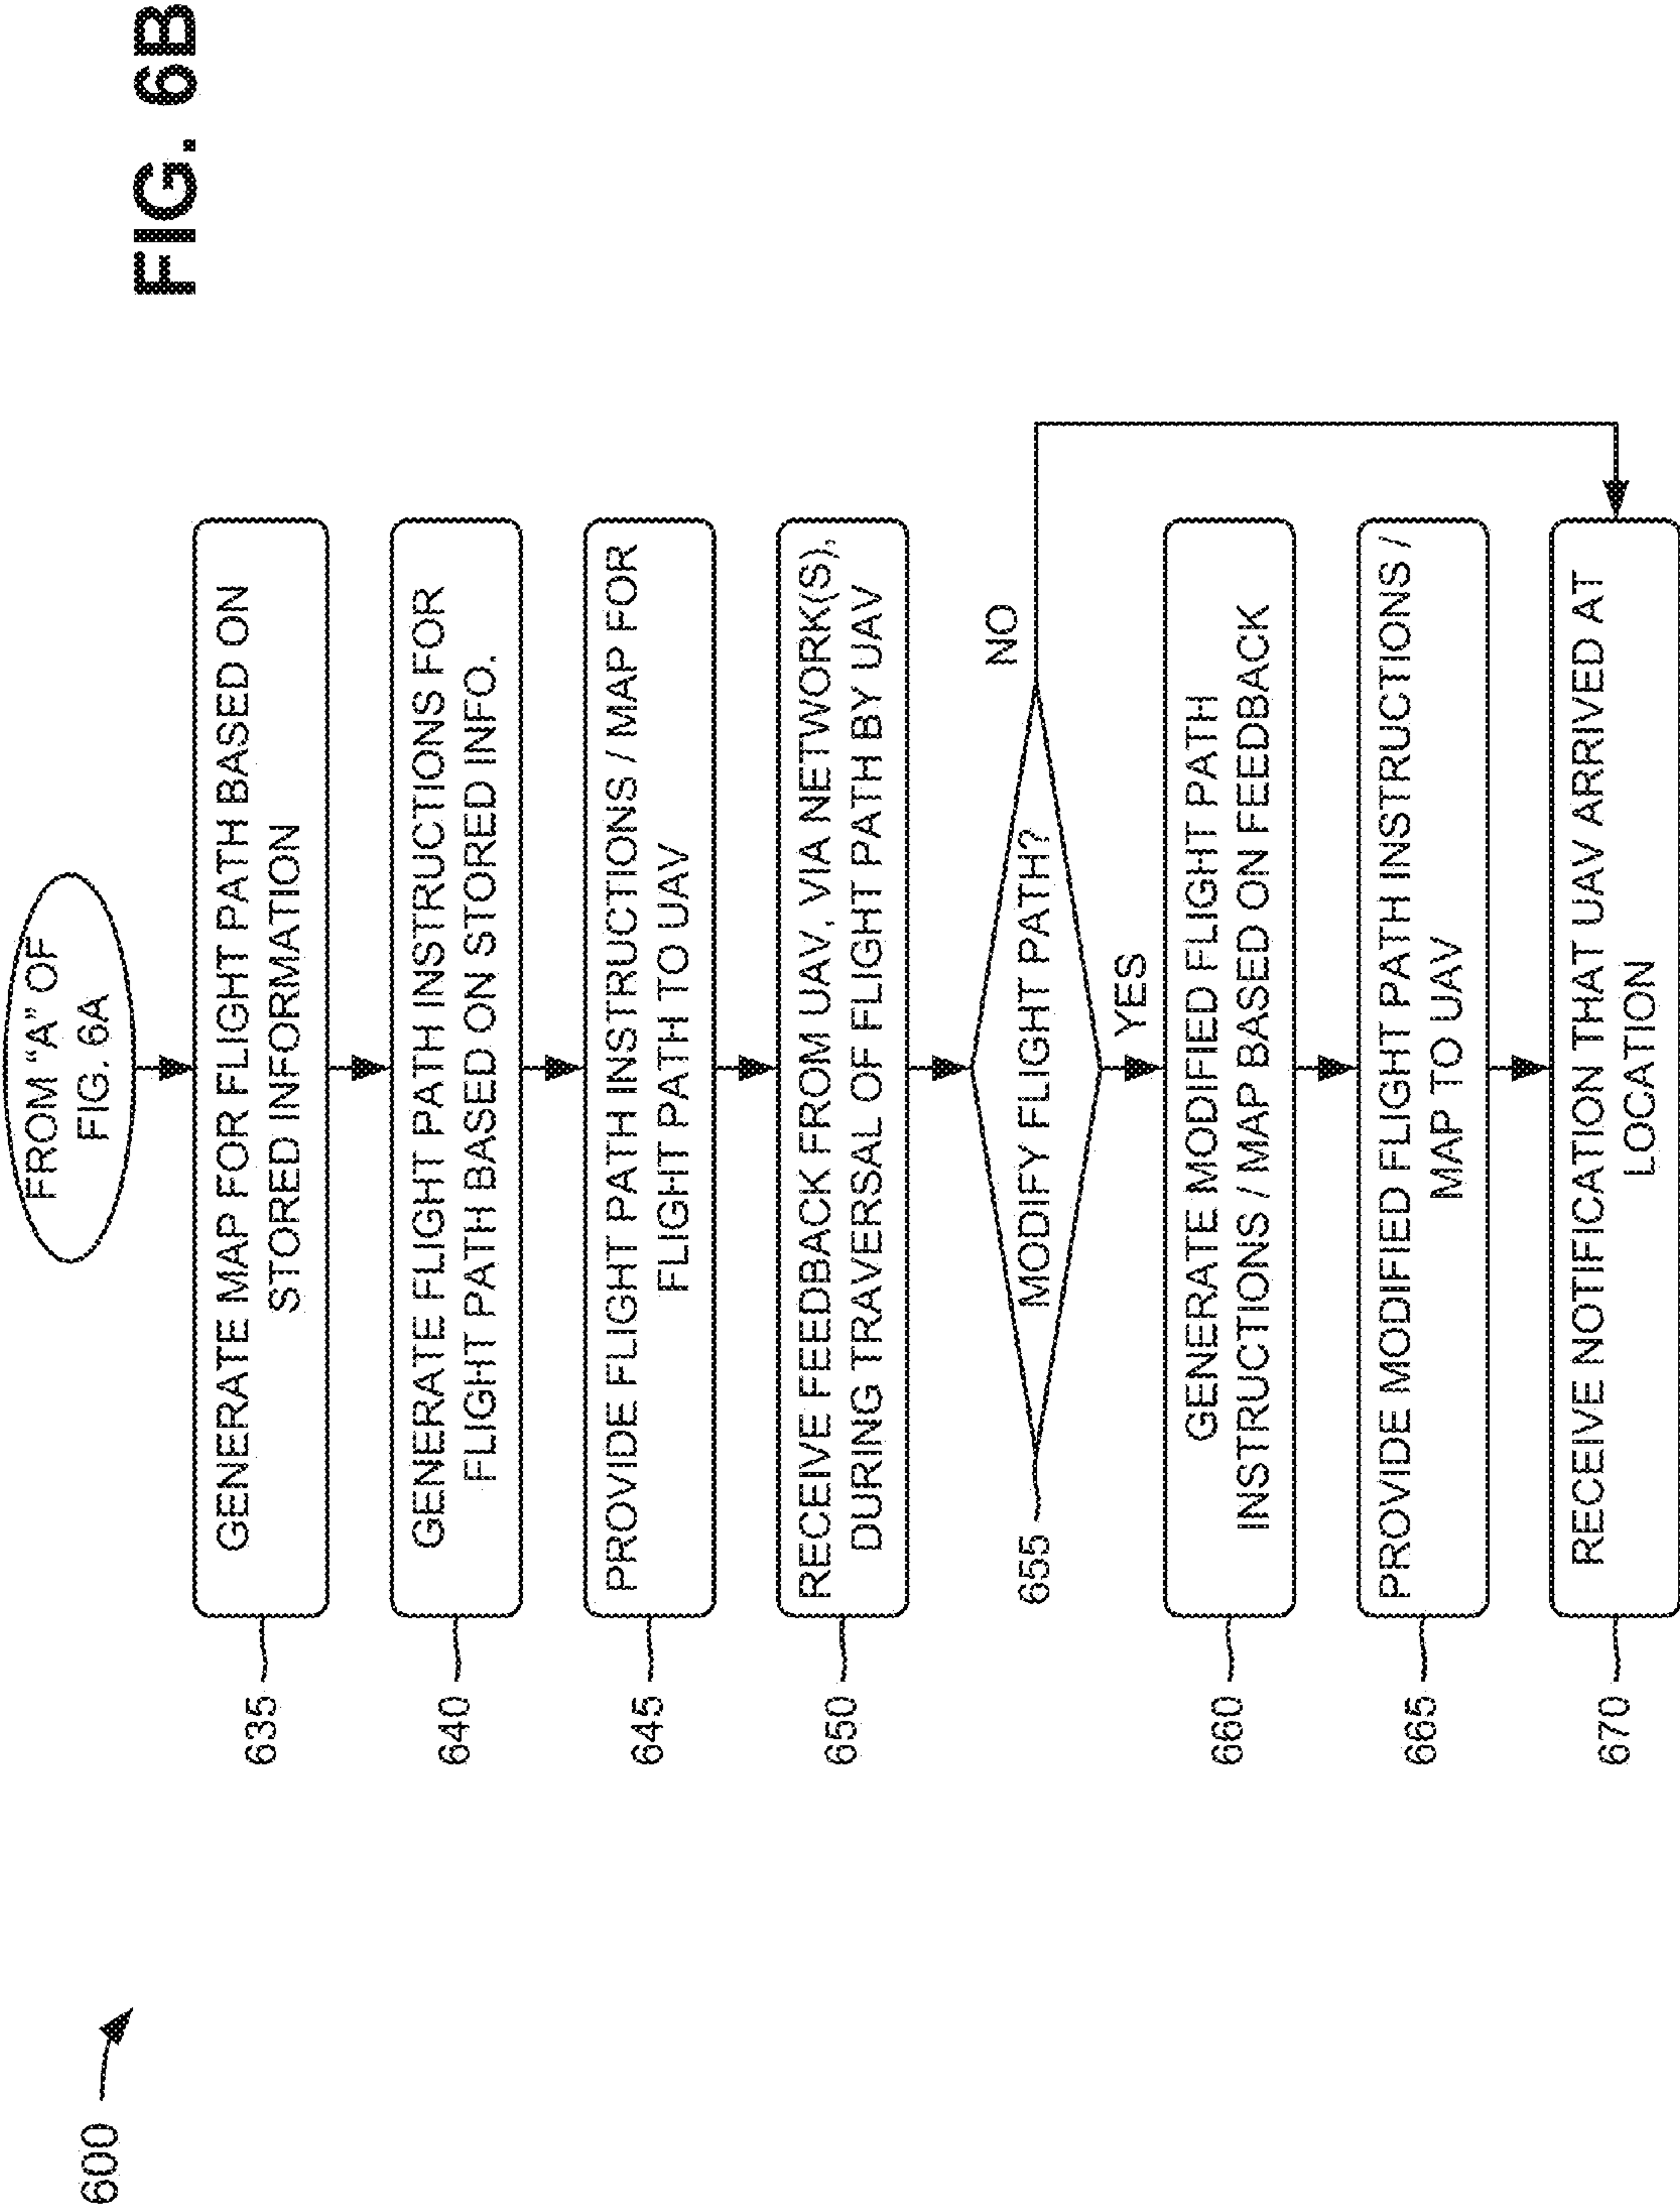 600
FROM "A" OF
FIG. 6A
635
GENERATE MAP FOR FLIGHT PATH BASED ON
STORED INFORMATION
640
GENERATE FLIGHT PATH INSTRUCTIONS FOR
FLIGHT PATH BASED ON STORED INFO.
645
PROVIDE FLIGHT PATH INSTRUCTIONS / MAP FOR
FLIGHT PATH TO UAV
650
RECEIVE FEEDBACK FROM UAV, VIA NETWORK(S),
DURING TRAVERSAL OF FLIGHT PATH BY UAV
655
MODIFY FLIGHT PATH?
NO
YES
660
GENERATE MODIFIED FLIGHT PATH
INSTRUCTIONS / MAP BASED ON FEEDBACK
665
PROVIDE MODIFIED FLIGHT PATH INSTRUCTIONS /
MAP TO UAV
670
RECEIVE NOTIFICATION THAT UAV ARRIVED AT
LOCATION
FIG. 6B